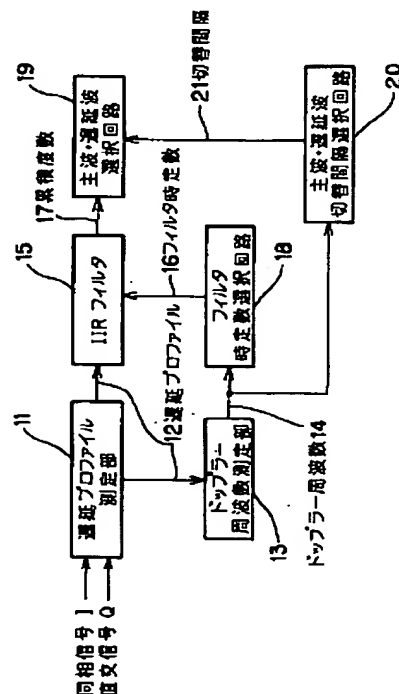 同相信号 I
直交信号 Q
11
遅延プロファイル
測定部
12遅延プロファイル
15
IIR フィルタ
17累積度数
19
主波・遅延波
選択回路
16フィルタ時定数
21切替間隔
ドップラー
周波数測定部
13
ドップラー周波数14
フィルタ
時定数選択回路
18
主波・遅延波
切替間隔選択回路
20